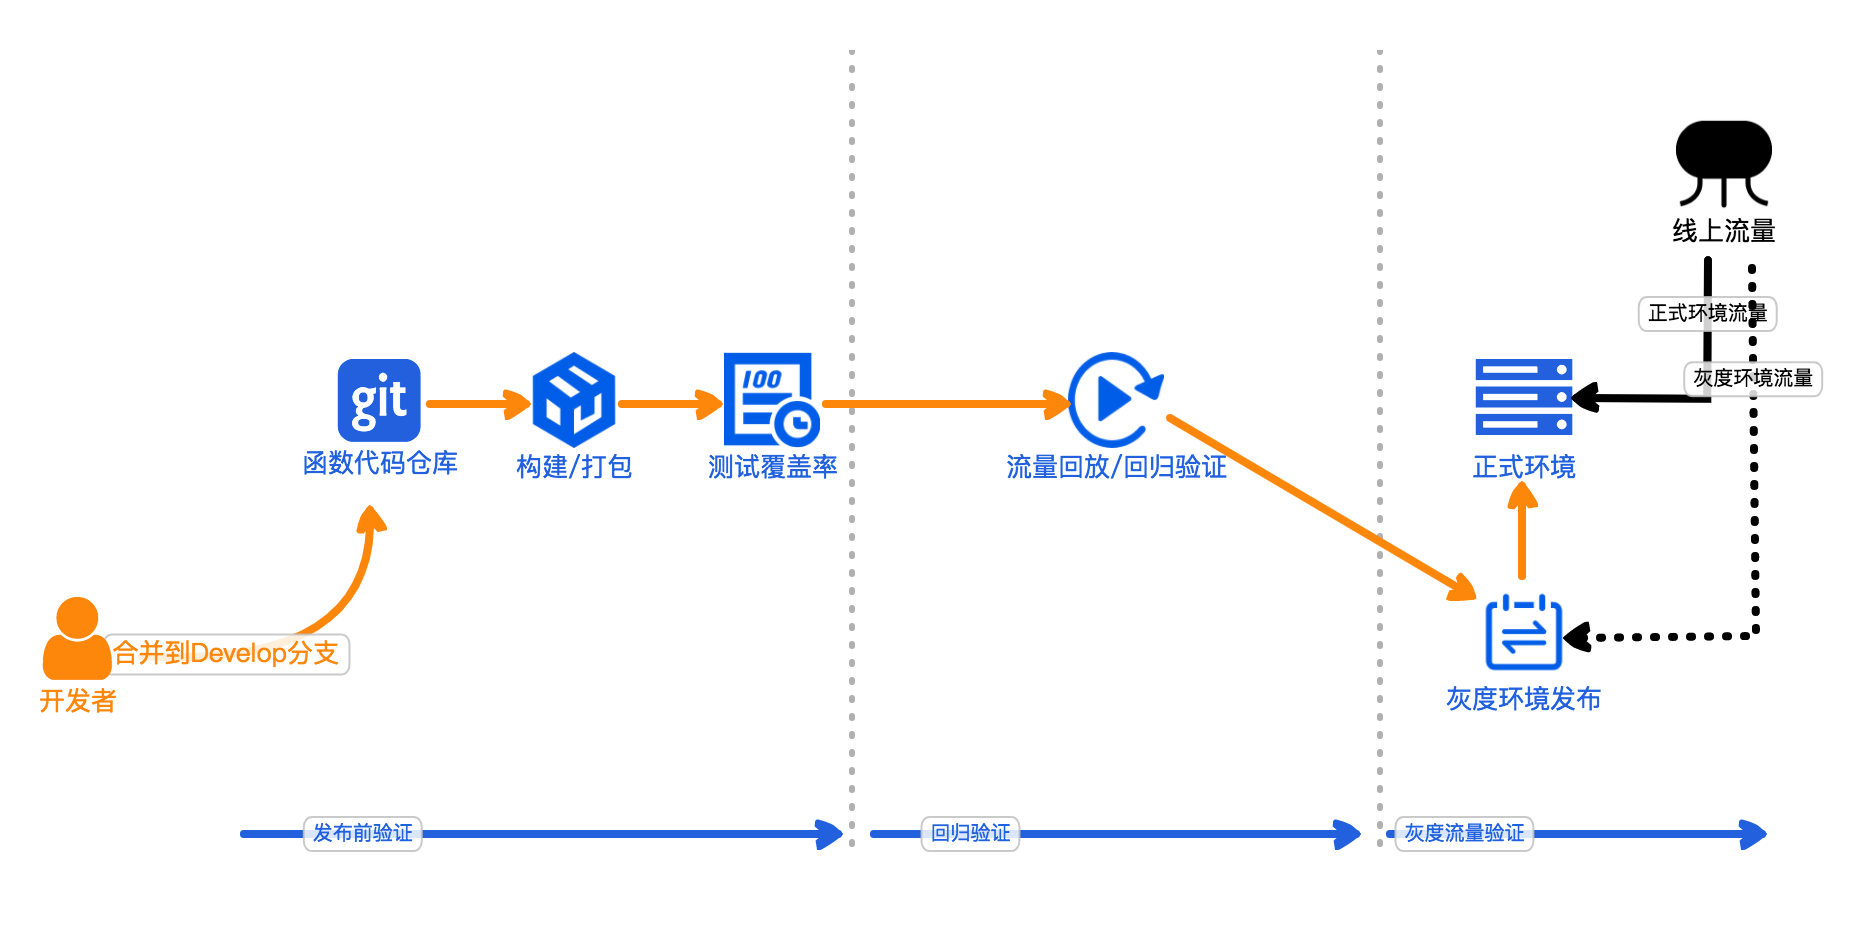 线上流量
正式环境流量
灰度环境流量
git
100
函数代码仓库
构建/打包
测试覆盖率
流量回放/回归验证
正式环境
合并到Develop分支
开发者
灰度环境发布
发布前验证
回归验证
灰度流量验证